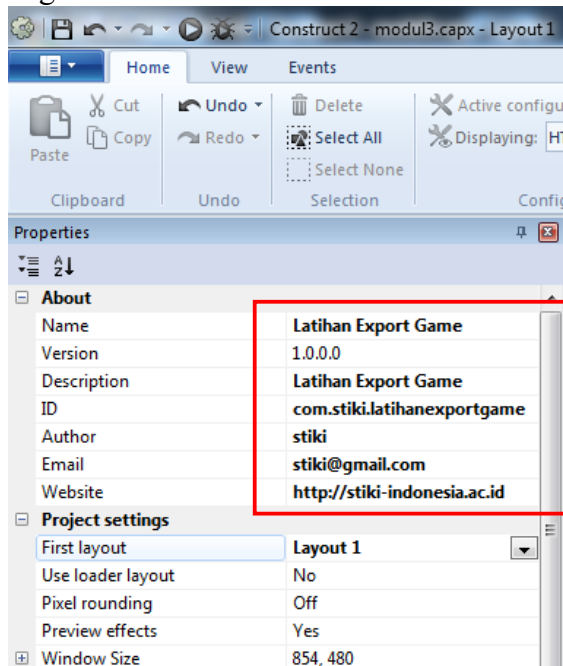 Construct 2 - modul3.capx - Layout 1
Home View Events
Paste Cut Undo Delete Active configu
Copy Redo Select All Displaying: HT
Select None
Clipboard Undo Selection Config
Properties
About
Name Latihan Export Game
Version 1.0.0.0
Description Latihan Export Game
ID com.stiki.latihanexportgame
Author stiki
Email stiki@gmail.com
Website http://stiki-indonesia.ac.id
Project settings
First layout Layout 1
Use loader layout No
Pixel rounding Off
Preview effects Yes
Window Size 854, 480